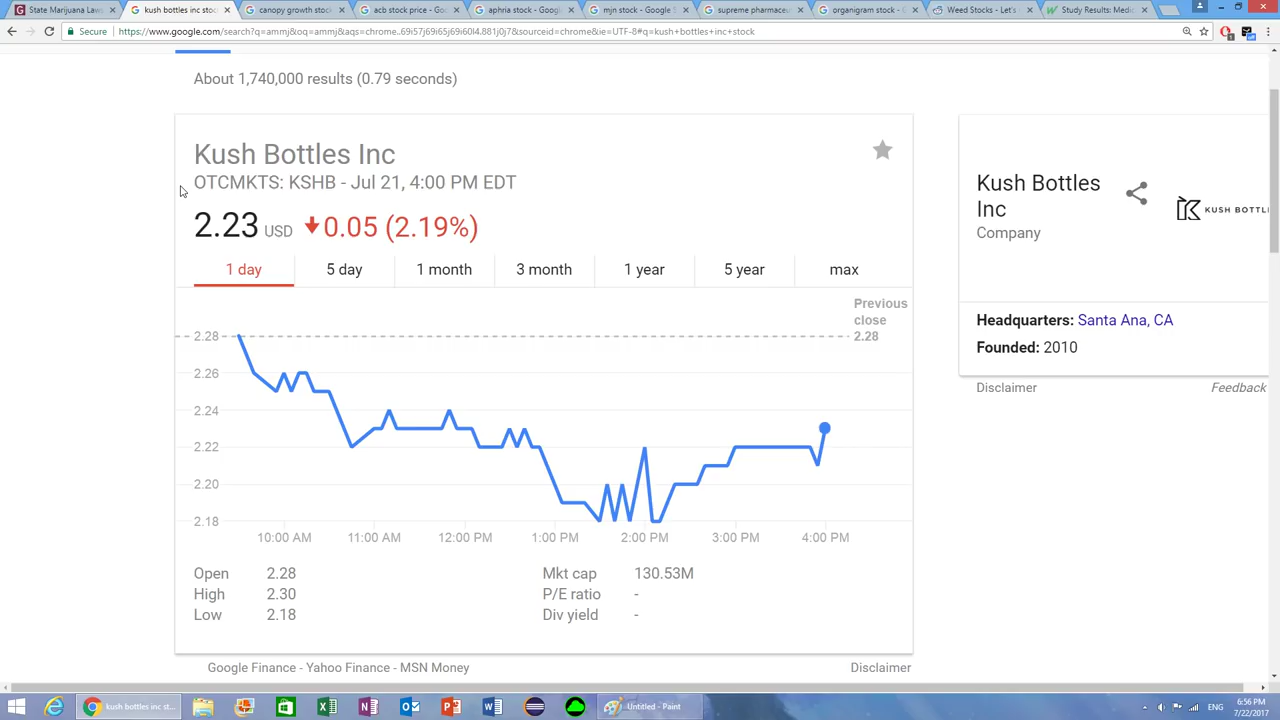 State Marijuana Laws
kush bottles inc stoc
canopy growth stock
acb stock price - Go
aphria stock - Goog
mjn stock - Google S
supreme pharmaceu
organigram stock - G
Weed Stocks - Let's
Study Results: Medi
Secure
https://www.google.com/search?q=ammj&oq=ammj&aqs=chrome..69i57j69i65j69i60l4.881j0j7&sourceid=chrome&ie=UTF-8#q=kush+bottles+inc+stock
About 1,740,000 results (0.79 seconds)
Kush Bottles Inc
OTCMKTS: KSHB - Jul 21, 4:00 PM EDT
2.23 USD 0.05 (2.19%)
1 day 5 day 1 month 3 month 1 year 5 year max
Previous
close
2.28
2.28
2.26
2.24
2.22
2.20
2.18
10:00 AM 11:00 AM 12:00 PM 1:00 PM 2:00 PM 3:00 PM 4:00 PM
Open 2.28
High 2.30
Low 2.18
Mkt cap 130.53M
P/E ratio -
Div yield -
Google Finance - Yahoo Finance - MSN Money
Disclaimer
Kush Bottles
Inc
Company
KUSH BOTTL
Headquarters: Santa Ana, CA
Founded: 2010
Disclaimer
Feedback
kush bottles inc st...
Untitled - Paint
ENG
6:56 PM
7/22/2017